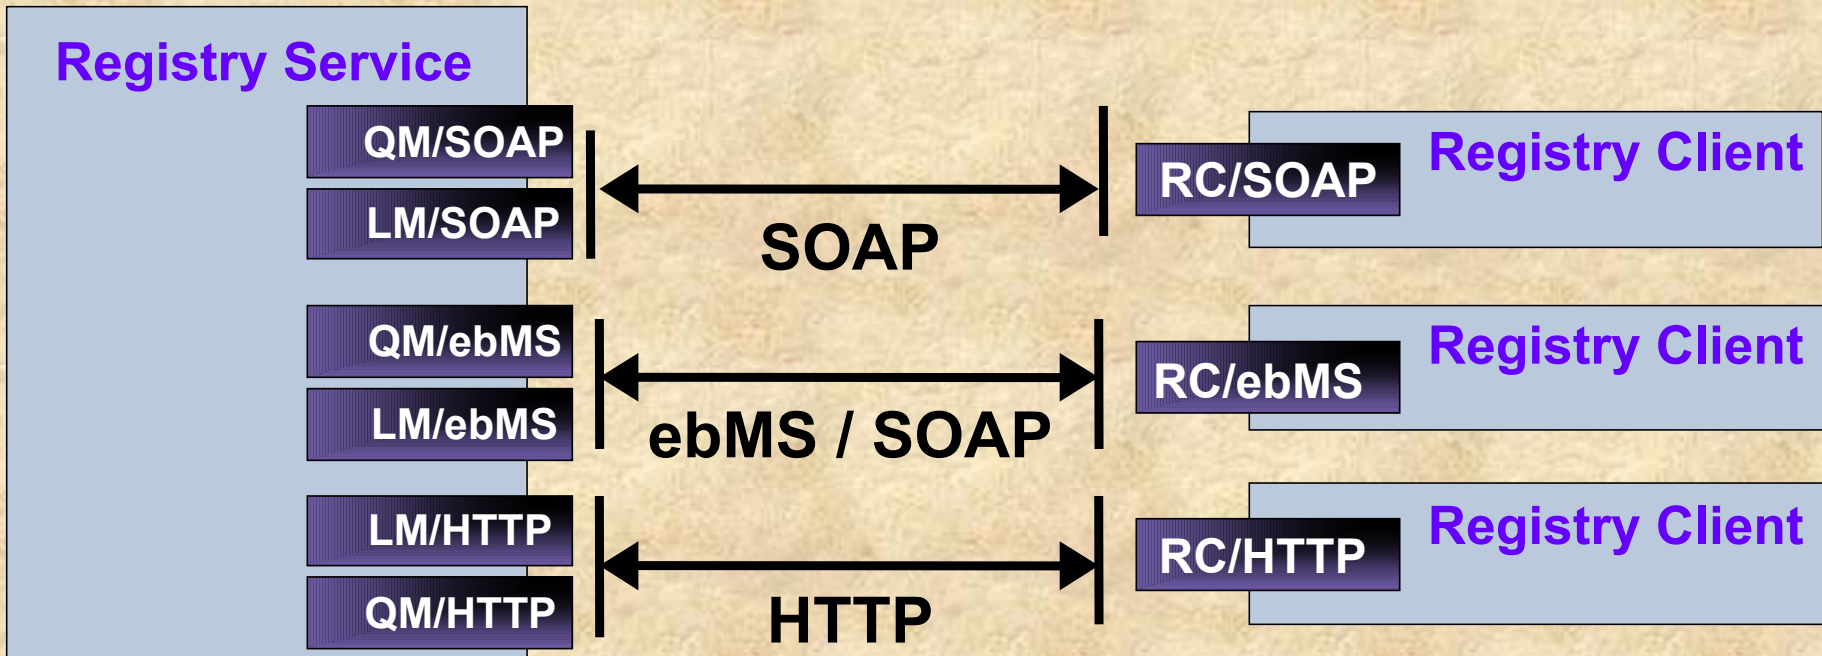 Registry Service
QM/SOAP
LM/SOAP
SOAP
RC/SOAP
Registry Client
QM/ebMS
LM/ebMS
ebMS / SOAP
RC/ebMS
Registry Client
LM/HTTP
QM/HTTP
HTTP
RC/HTTP
Registry Client